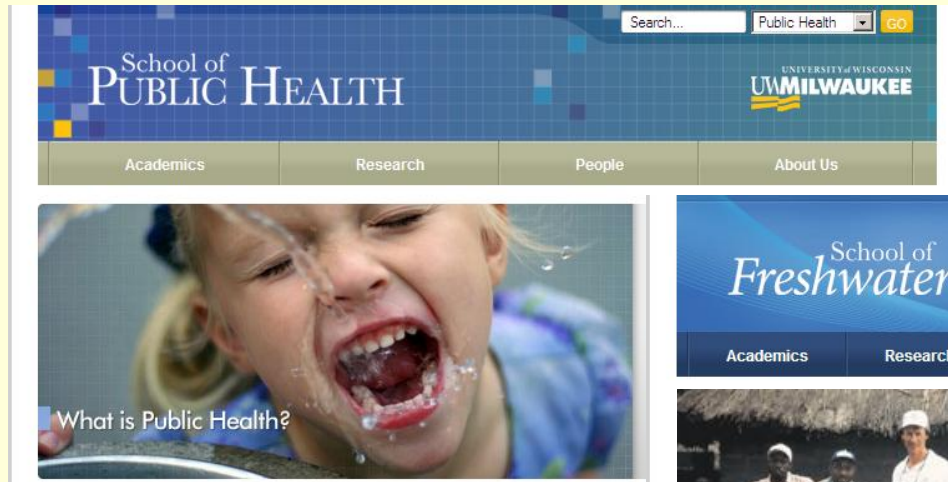 Search...
Public Health
GO
School of
PUBLIC HEALTH
UNIVERSITY of WISCONSIN
UWMILWAUKEE
Academics
Research
People
About Us
What is Public Health?
School of
Freshwater
Academics
Researc